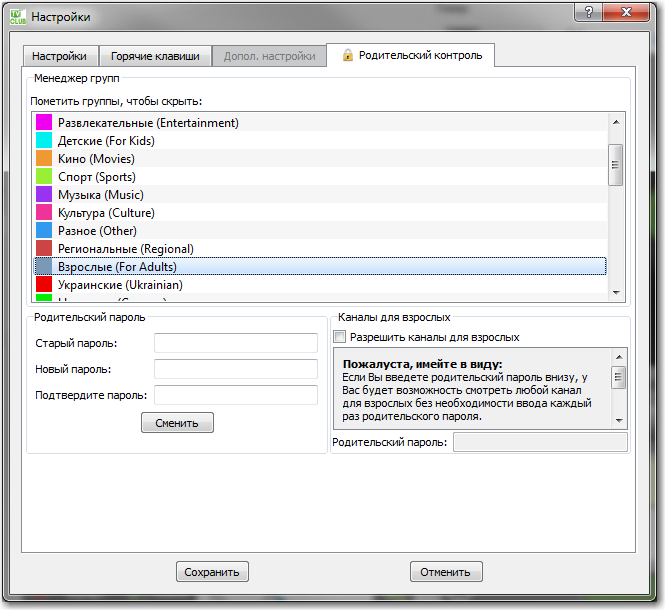 TV
CLUB
Настройки
?
X
Настройки
Горячие клавиши
Допол. настройки
Родительский контроль
Менеджер групп
Пометить группы, чтобы скрыть:
Развлекательные (Entertainment)
Детские (For Kids)
Кино (Movies)
Спорт (Sports)
Музыка (Music)
Культура (Culture)
Разное (Other)
Региональные (Regional)
Взрослые (For Adults)
Украинские (Ukrainian)
Родительский пароль
Старый пароль:
Новый пароль:
Подтвердите пароль:
Сменить
Каналы для взрослых
Разрешить каналы для взрослых
Пожалуста, имейте в виду:
Если Вы введете родительский пароль внизу, у
Вас будет возможность смотреть любой канал
для взрослых без необходимости ввода каждый
раз родительского пароля.
Родительский пароль:
Сохранить
Отменить